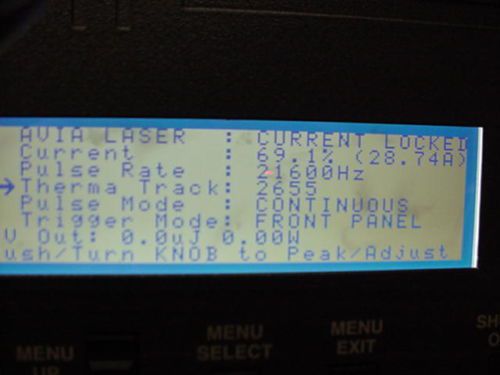 AVIA LASER : CURRENT LOCKED
Current : 69.1% (28.74A)
Pulse Rate : 21600Hz
→Therma Track: 2655
Pulse Mode : CONTINUOUS
Trigger Mode: FRONT PANEL
V Out: 0.0uJ 0.00W
ush/Turn KNOB to Peak/Adjust
MENU UP
MENU SELECT
MENU EXIT
SH